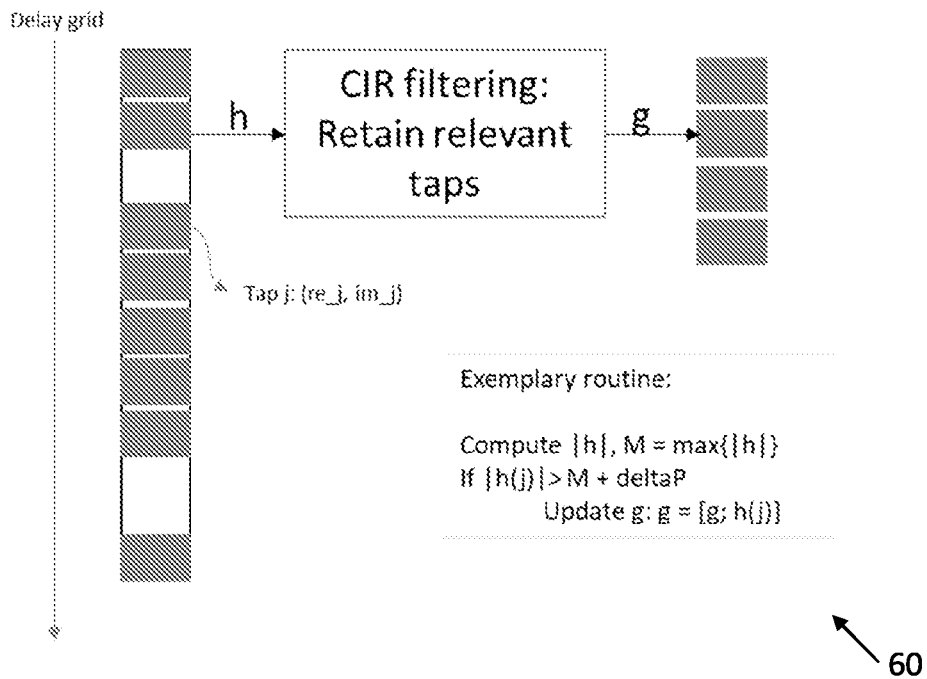 Delay grid
h
CIR filtering:
Retain relevant
taps
g
Tap j: (re_j, im_j)
Exemplary routine:
Compute |h|, M = max{|h|}
If |h(j)|> M + deltaP
Update g: g = [g; h(j)]
60